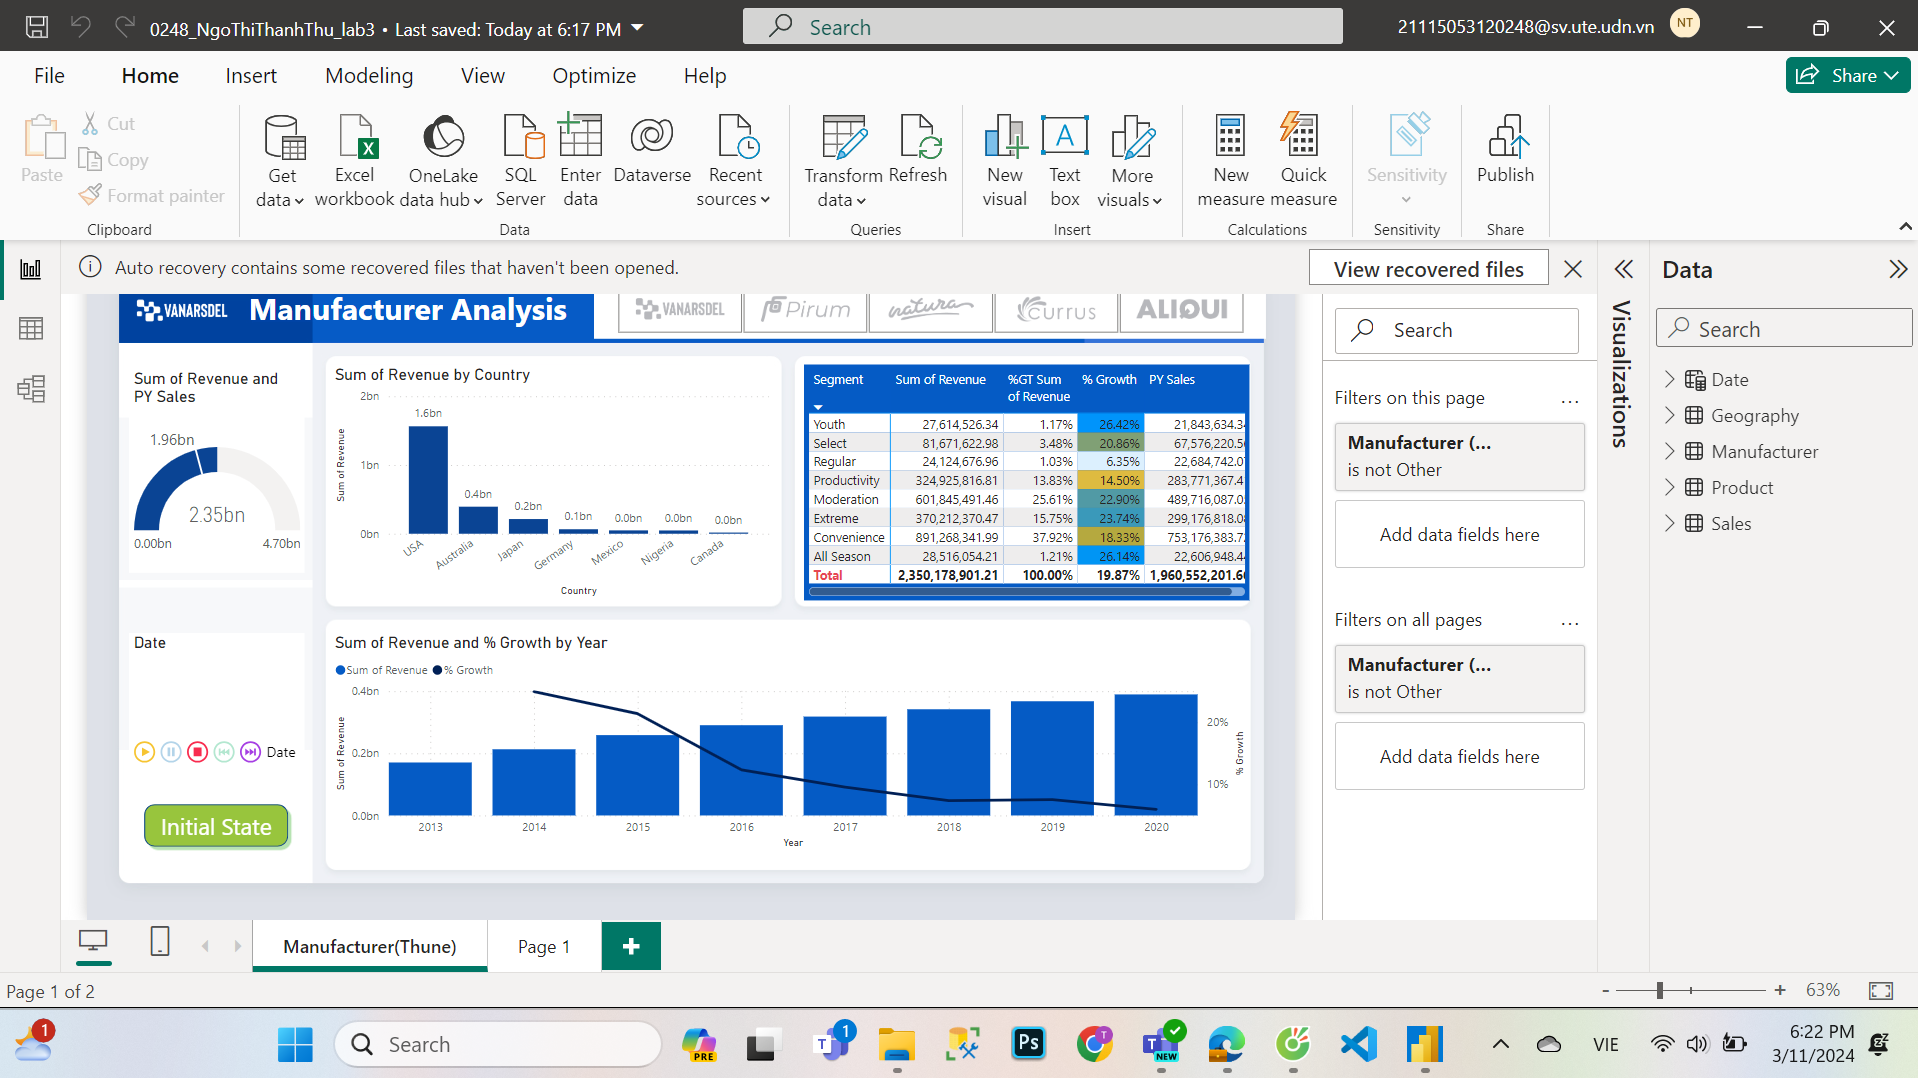 0248_NgoThiThanhThu_lab3 • Last saved: Today at 6:17 PM
Search
21115053120248@sv.ute.udn.vn
NT
File
Home
Insert
Modeling
View
Optimize
Help
Share
Paste
Cut
Copy
Format painter
Clipboard
Get data
Excel workbook
OneLake data hub
SQL Server
Enter data
Dataverse
Recent sources
Data
Transform data
Refresh
Queries
New visual
Text box
More visuals
Insert
New measure
Quick measure
Calculations
Sensitivity
Sensitivity
Publish
Share
Auto recovery contains some recovered files that haven't been opened.
View recovered files
VANARSDEL
Manufacturer Analysis
VANARSDEL
Pirum
natura
Currus
ALIQUI
Sum of Revenue and
PY Sales
1.96bn
2.35bn
0.00bn
4.70bn
Date
Date
Initial State
Sum of Revenue by Country
Sum of Revenue
2bn
1bn
0bn
1.6bn
0.4bn
0.2bn
0.1bn
0.0bn
0.0bn
0.0bn
USA
Australia
Japan
Germany
Mexico
Nigeria
Canada
Country
Segment Sum of Revenue %GT Sum of Revenue % Growth PY Sales
Youth 27,614,526.34 1.17% 26.42% 21,843,634.34
Select 81,671,622.98 3.48% 20.86% 67,576,220.50
Regular 24,124,676.96 1.03% 6.35% 22,684,742.07
Productivity 324,925,816.81 13.83% 14.50% 283,771,367.4
Moderation 601,845,491.46 25.61% 22.90% 489,716,087.0
Extreme 370,212,370.47 15.75% 23.74% 299,176,818.08
Convenience 891,268,341.99 37.92% 18.33% 753,176,383.7
All Season 28,516,054.21 1.21% 26.14% 22,606,948.44
Total 2,350,178,901.21 100.00% 19.87% 1,960,552,201.60
Sum of Revenue and % Growth by Year
Sum of Revenue
% Growth
Sum of Revenue
0.4bn
0.2bn
0.0bn
20%
10%
% Growth
2013
2014
2015
2016
2017
2018
2019
2020
Year
Search
Filters on this page
...
Manufacturer (...
is not Other
Add data fields here
Filters on all pages
...
Manufacturer (...
is not Other
Add data fields here
Visualizations
Data
Search
Date
Geography
Manufacturer
Product
Sales
Manufacturer(Thune)
Page 1
+
Page 1 of 2
- + 63%
1
Search
PRE
T
1
Ps
T
T
NEW
VIE
6:22 PM
3/11/2024